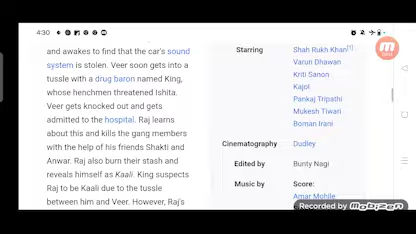 4:30
and awakes to find that the car's sound
system is stolen. Veer soon gets into a
tussle with a drug baron named King,
whose henchmen threatened Ishita.
Veer gets knocked out and gets
admitted to the hospital. Raj learns
about this and kills the gang members
with the help of his friends Shakti and
Anwar. Raj also burn their stash and
reveals himself as Kaali. King suspects
Raj to be Kaali due to the tussle
between him and Veer. However, Raj's
Starring
Shah Rukh Khan[1]
Varun Dhawan
Kriti Sanon
Kajol
Pankaj Tripathi
Mukesh Tiwari
Boman Irani
Cinematography
Dudley
Edited by
Bunty Nagi
Music by
Score:
Amar Mohile
Recorded by Mobizen